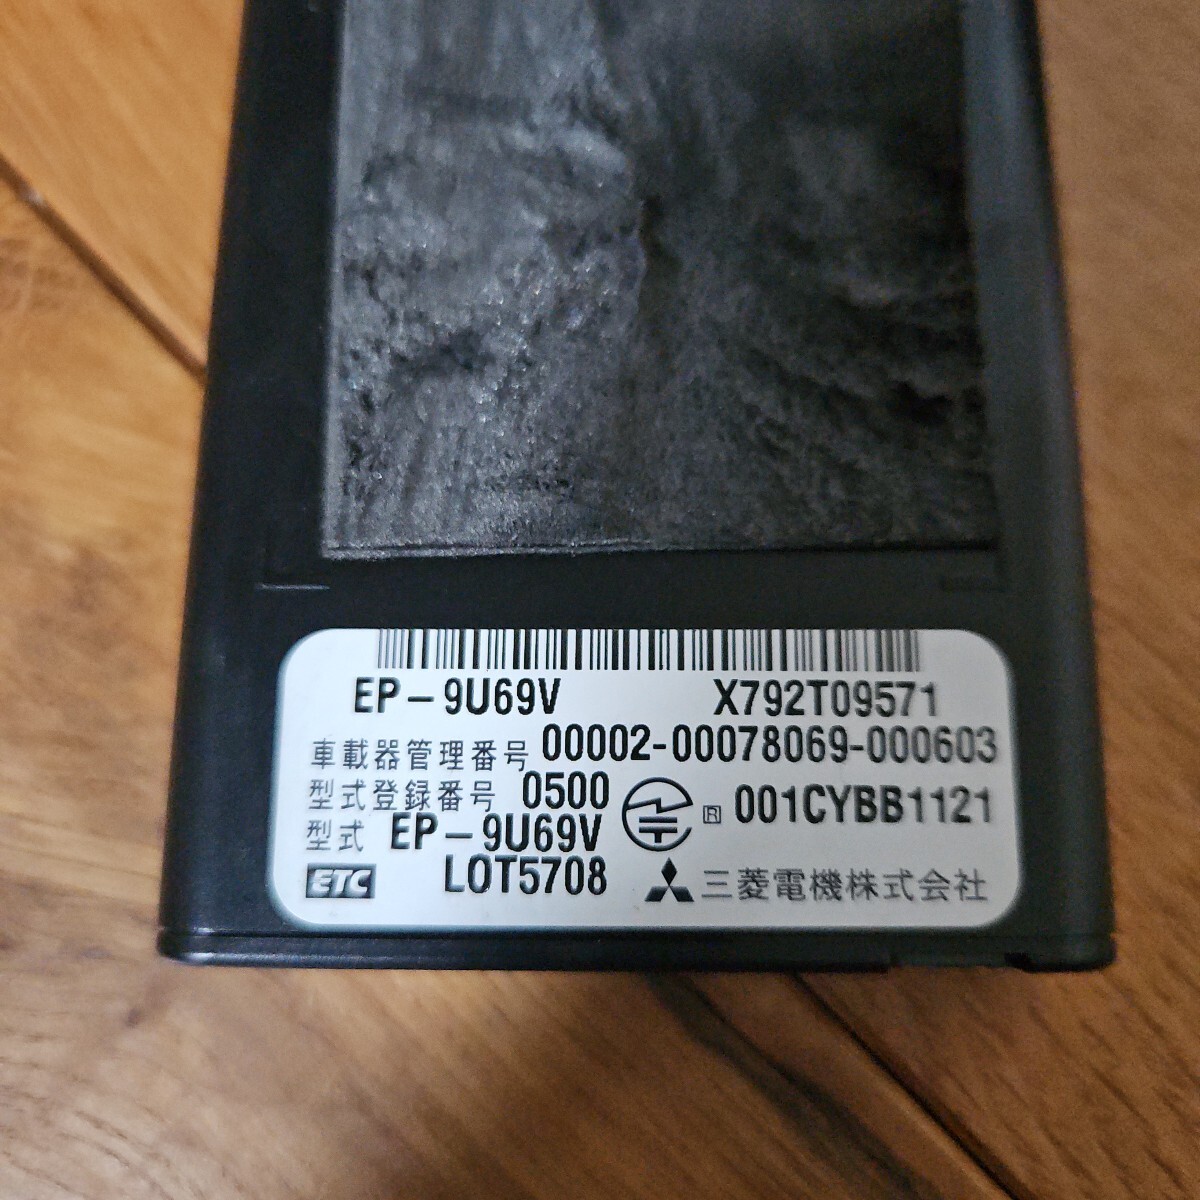 EP-9U69V X792T09571
車載器管理番号 00002-00078069-000603
型式登録番号 0500
R 001CYBB1121
型式 EP-9U69V
ETC LOT5708 三菱電機株式会社